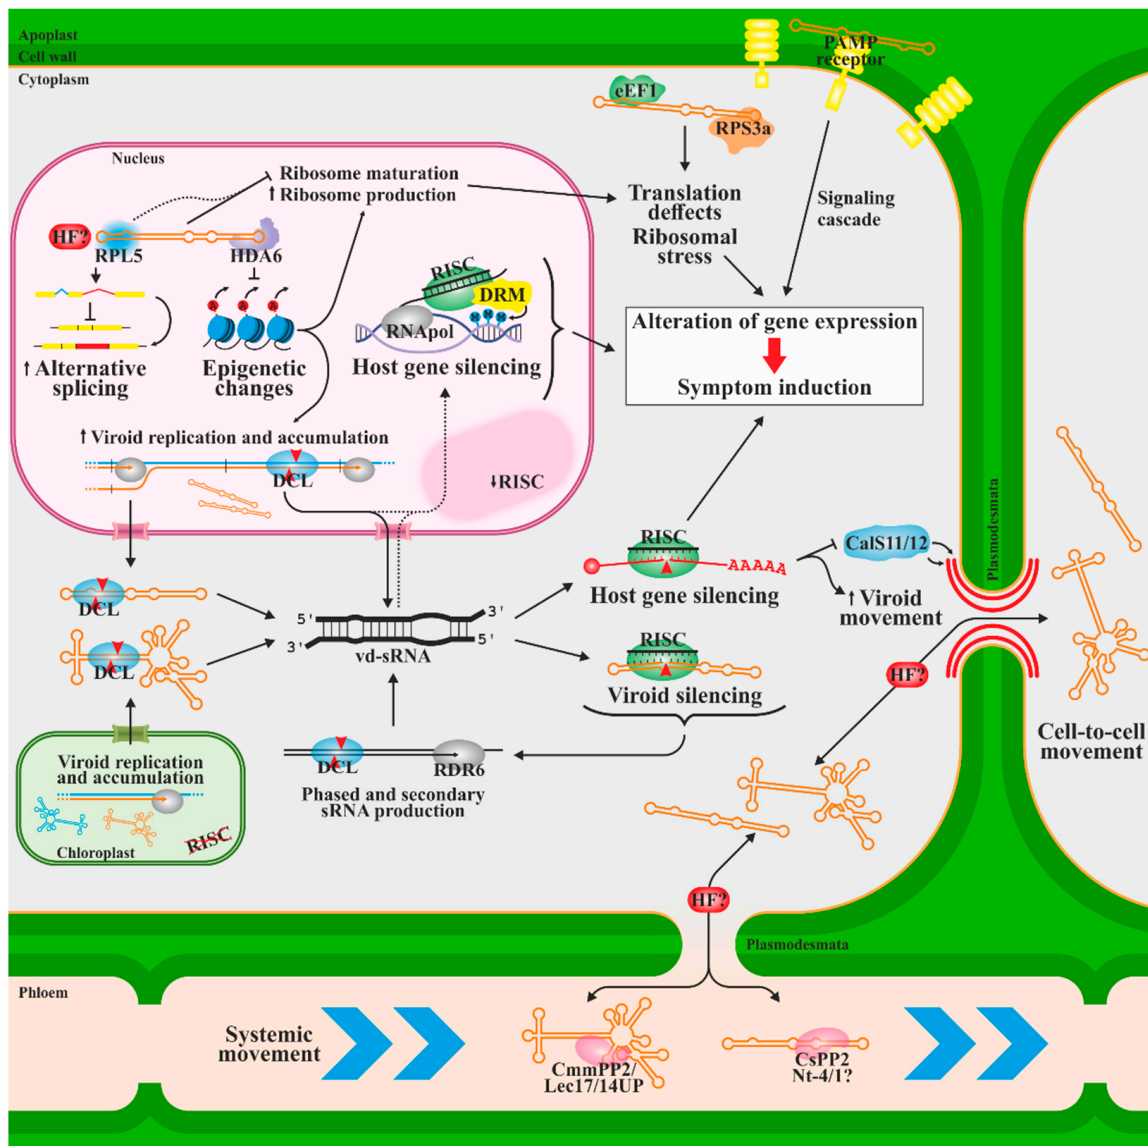 Apoplast
Cell wall
Cytoplasm
PAMP
receptor
eEF1
RPS3a
Nucleus
Ribosome maturation
↑ Ribosome production
HF?
RPL5
HDA6
Translation
deffects
Ribosomal
stress
Signaling
cascade
A A A
RISC
DRM
M M M
RNApol
↑ Alternative
splicing
Epigenetic
changes
Host gene silencing
Alteration of gene expression
Symptom induction
↑ Viroid replication and accumulation
DCL
↓RISC
RISC
AAAAA
Host gene silencing
CalS11/12
↑ Viroid
movement
Plasmodesmata
DCL
DCL
5' 3'
3' 5'
vd-sRNA
RISC
Viroid silencing
HF?
Cell-to-cell
movement
Viroid replication
and accumulation
RISC
Chloroplast
DCL
RDR6
Phased and secondary
sRNA production
HF?
Plasmodesmata
Phloem
Systemic
movement
CmmPP2/
Lec17/14UP
CsPP2
Nt-4/1?